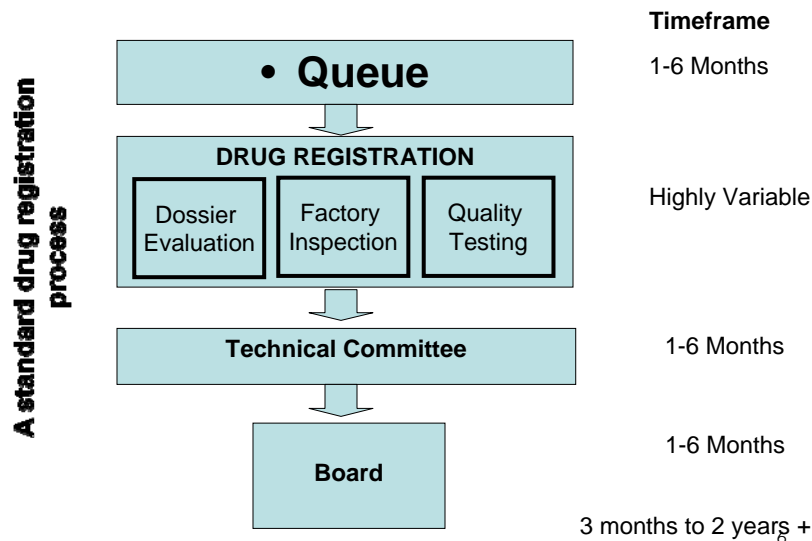 Timeframe
• Queue
1-6 Months
A standard drug registration
process
DRUG REGISTRATION
Dossier
Evaluation
Factory
Inspection
Quality
Testing
Highly Variable
Technical Committee
1-6 Months
Board
1-6 Months
3 months to 2 years +
6